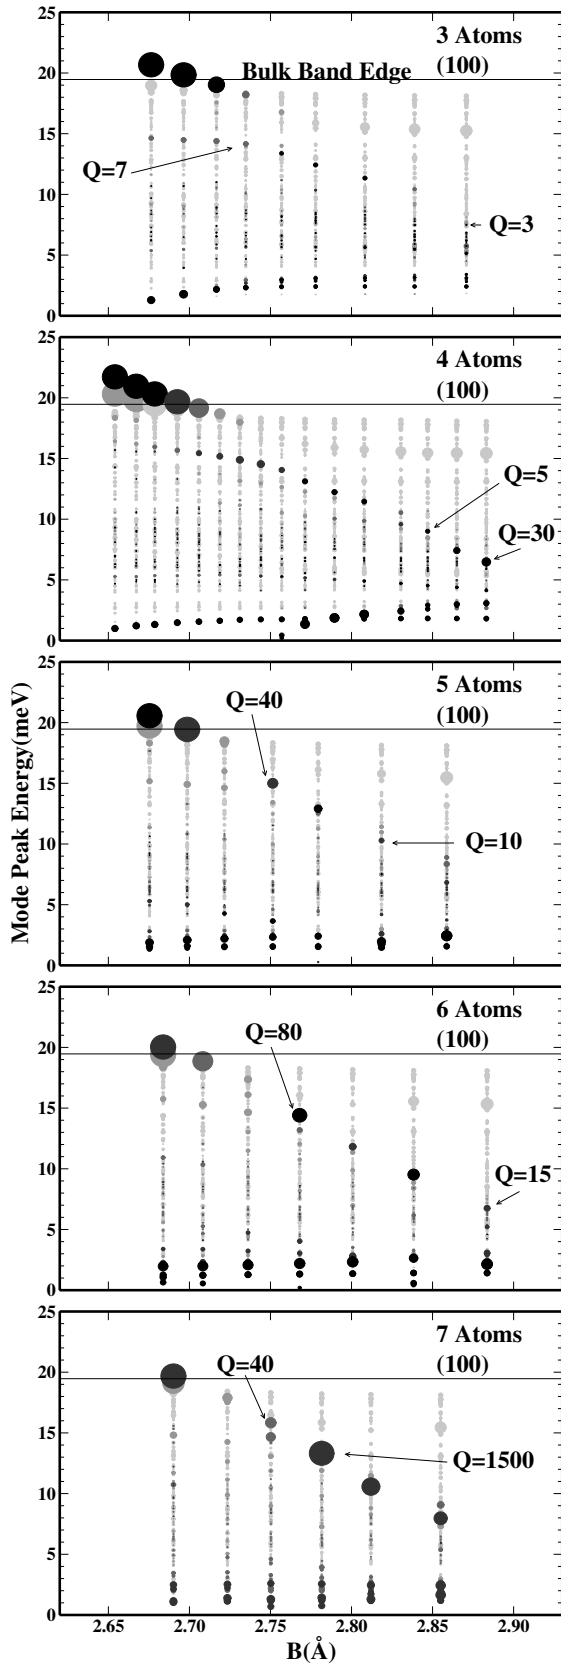 25
20
15
10
5
0
3 Atoms
(100)
Bulk Band Edge
Q=7
Q=3
25
20
15
10
5
0
4 Atoms
(100)
Q=5
Q=30
Mode Peak Energy(meV)
25
20
15
10
5
0
5 Atoms
(100)
Q=40
Q=10
25
20
15
10
5
0
6 Atoms
(100)
Q=80
Q=15
25
20
15
10
5
0
7 Atoms
(100)
Q=40
Q=1500
2.65 2.70 2.75 2.80 2.85 2.90
B(Å)